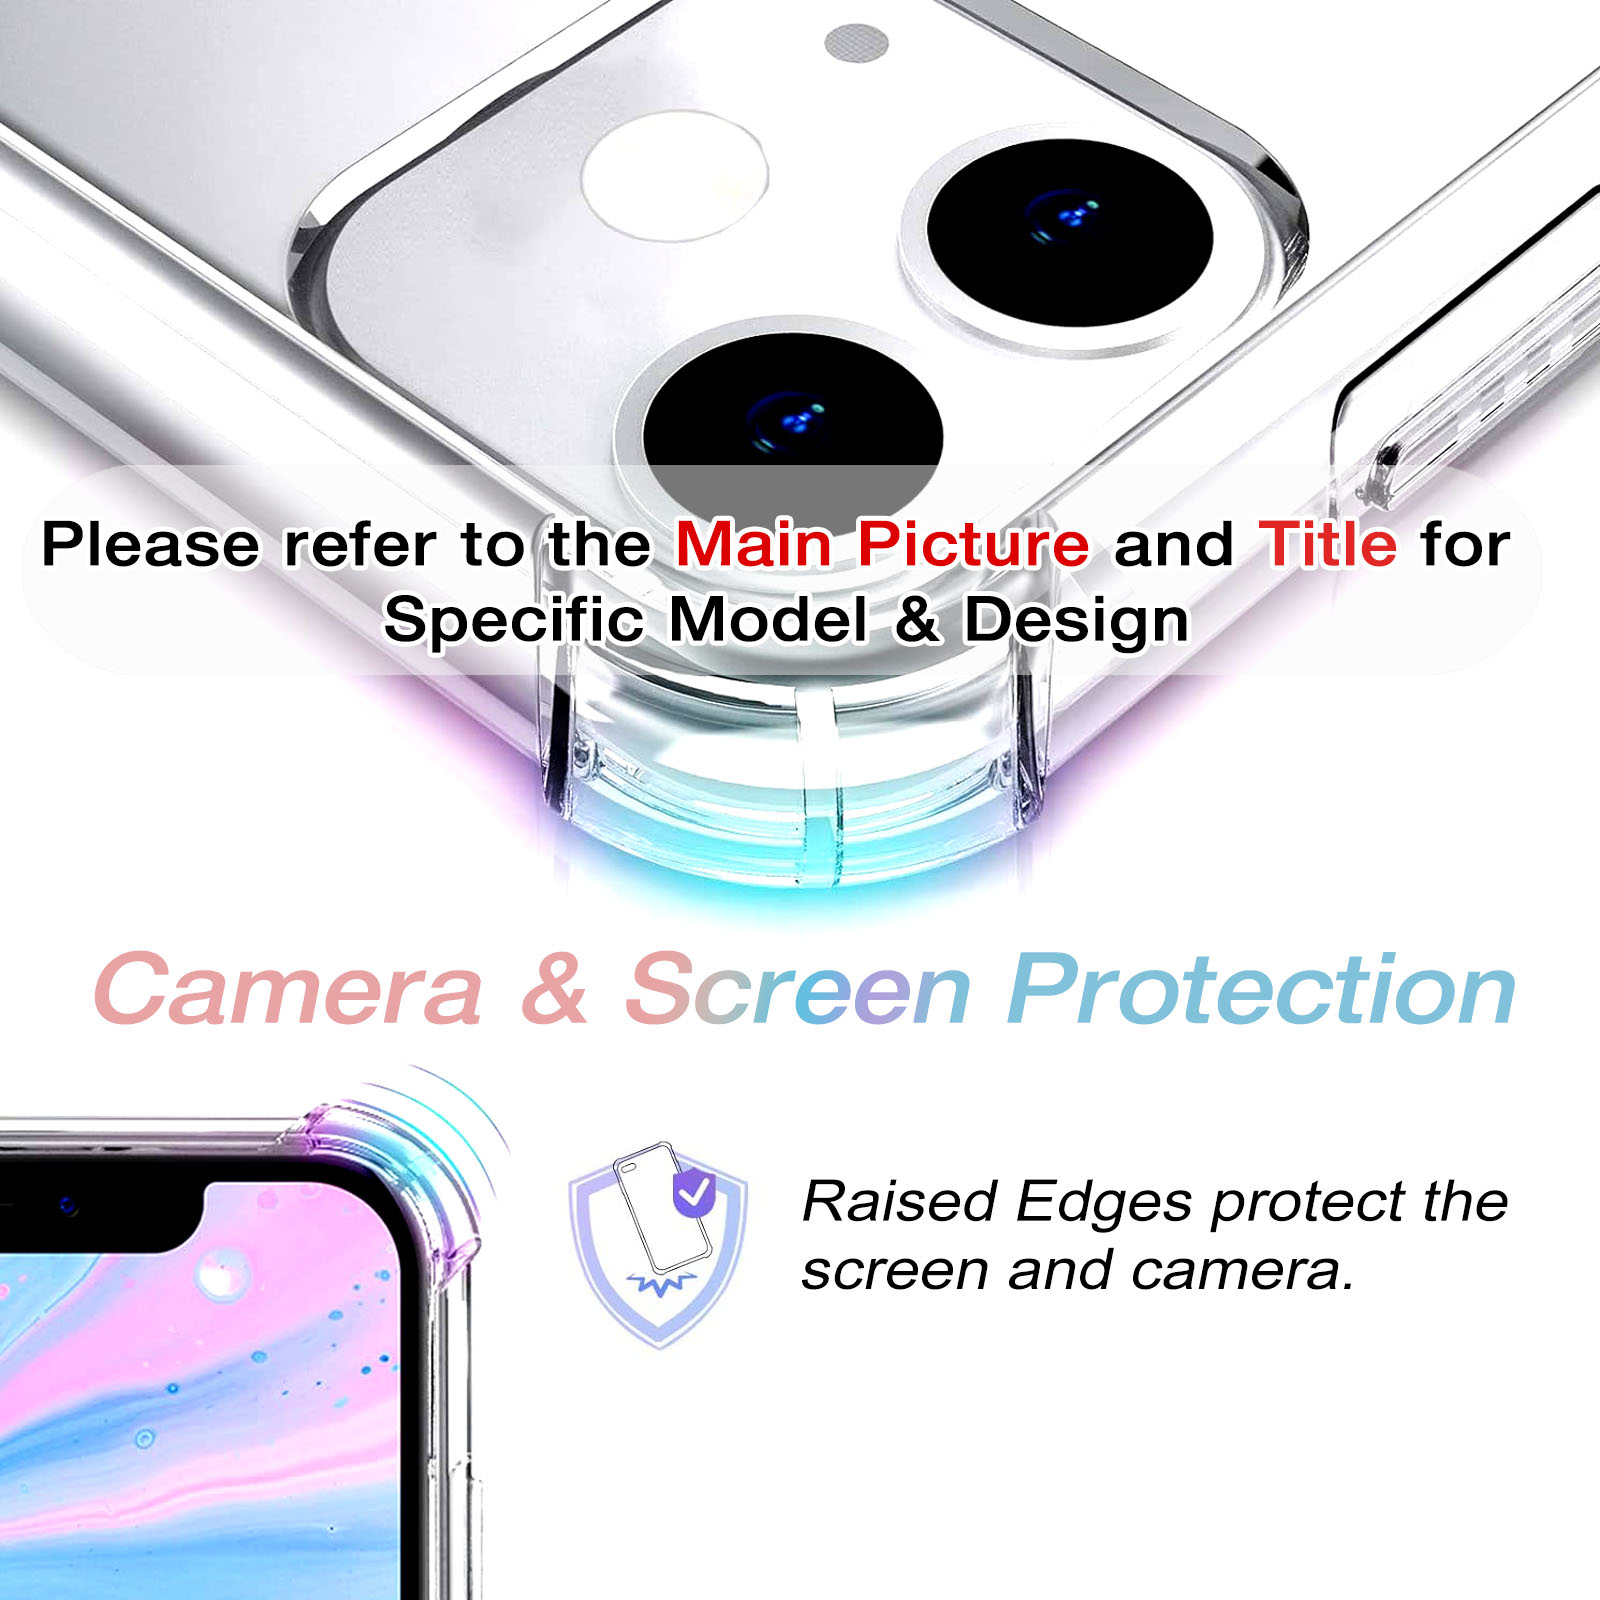 Please refer to the Main Picture and Title for
Specific Model & Design
Camera & Screen Protection
Raised Edges protect the
screen and camera.